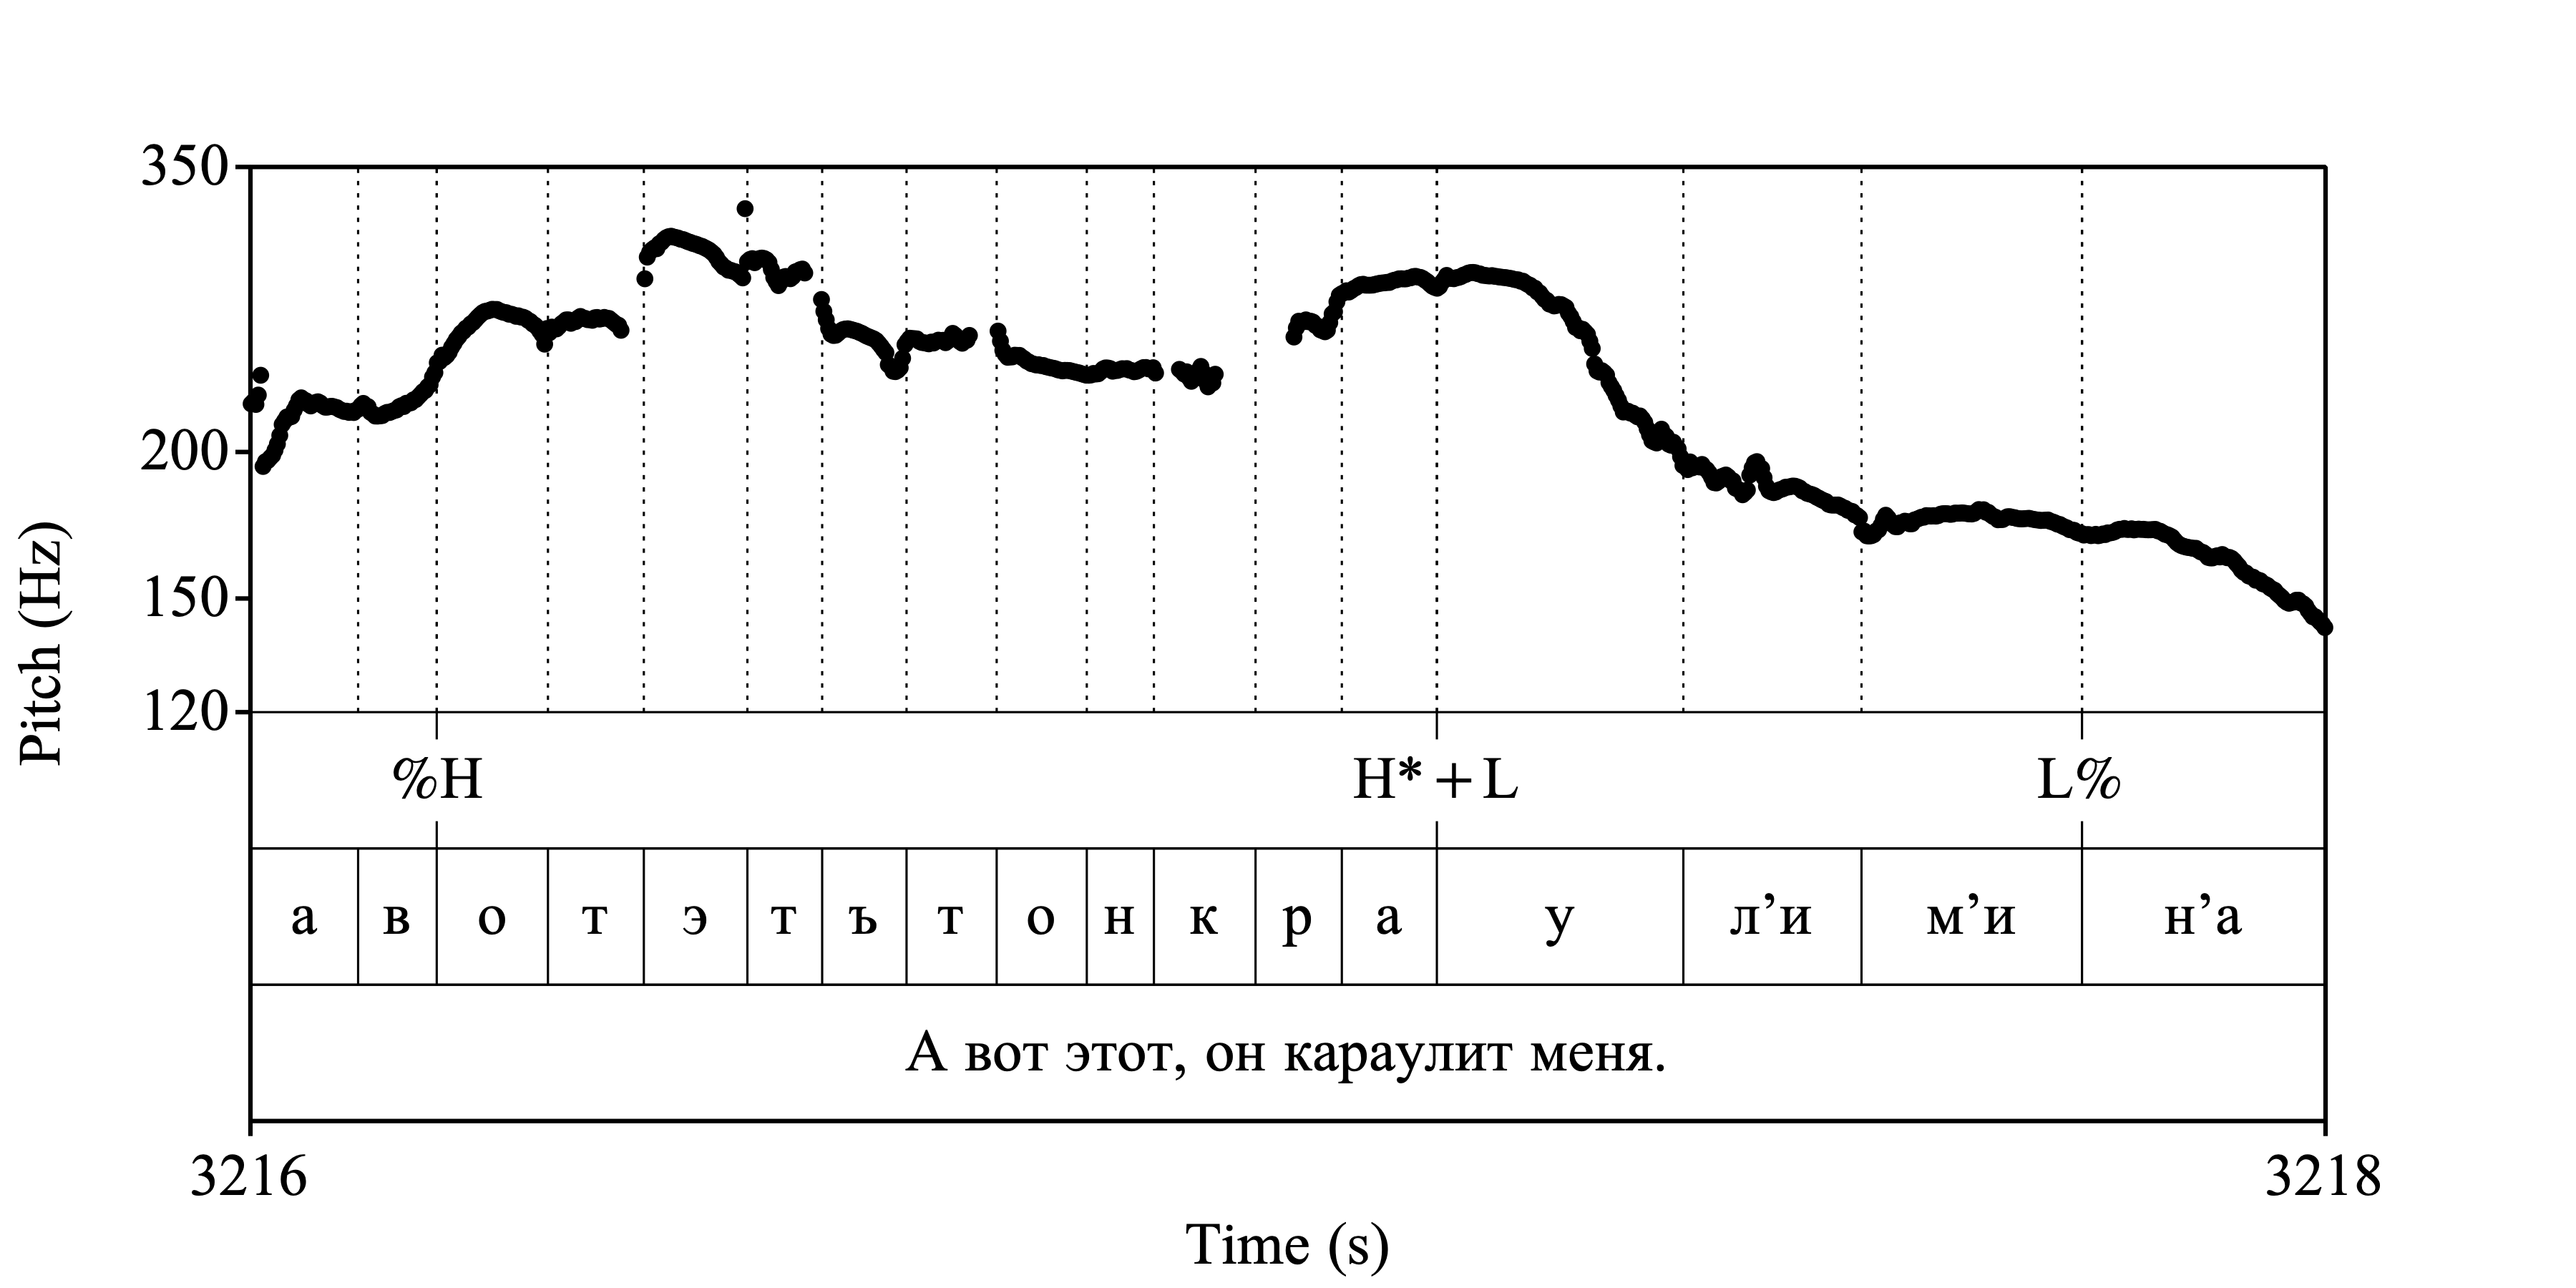 350
200
150
120
Pitch (Hz)
%H H* + L L%
а в о т э т ъ т о н к р а у л’и м’и н’а
А вот этот, он караулит меня.
3216 3218
Time (s)